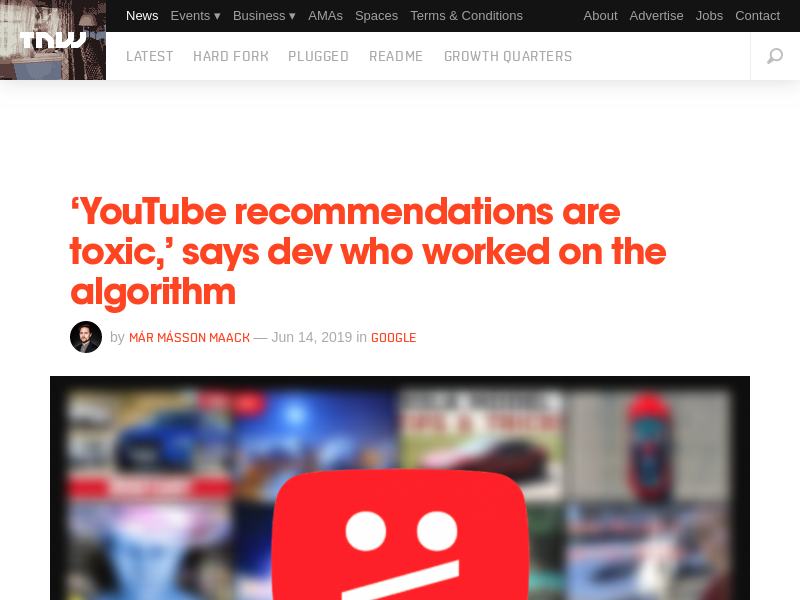 TNW
News Events ▾ Business ▾ AMAs Spaces Terms & Conditions About Advertise Jobs Contact
LATEST HARD FORK PLUGGED README GROWTH QUARTERS
‘YouTube recommendations are
toxic,’ says dev who worked on the
algorithm
by MÁR MÁSSON MAACK — Jun 14, 2019 in GOOGLE